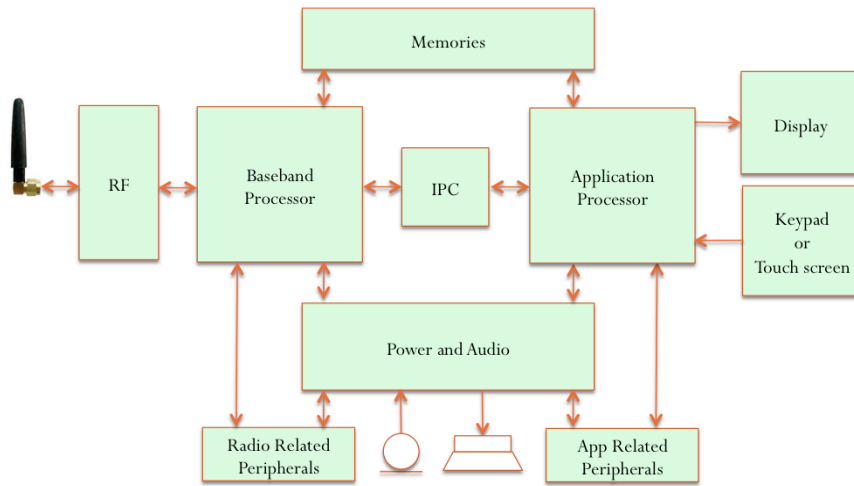 Memories
Display
RF
Baseband
Processor
IPC
Application
Processor
Keypad
or
Touch screen
Power and Audio
Radio Related
Peripherals
App Related
Peripherals